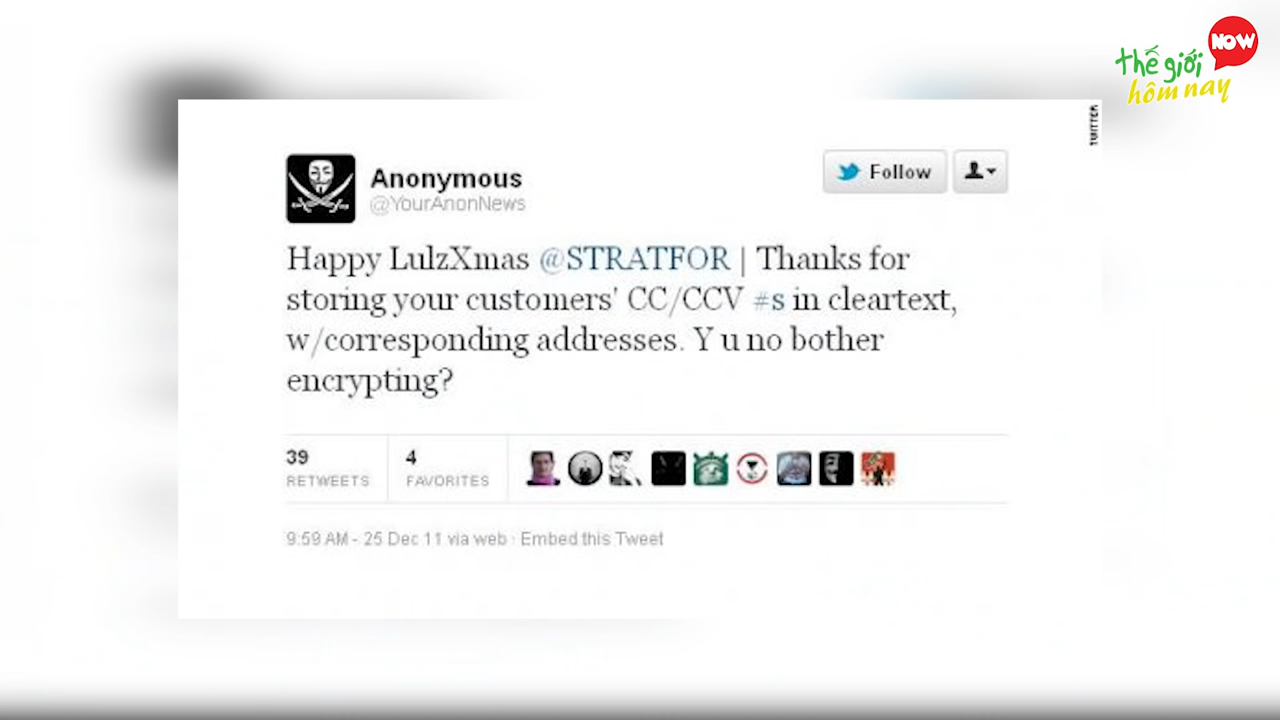 NOW
thế giới
hôm nay
TWITTER
Anonymous
@YourAnonNews
Follow
Happy LulzXmas @STRATFOR | Thanks for
storing your customers' CC/CCV #s in cleartext,
w/corresponding addresses. Y u no bother
encrypting?
39
RETWEETS
4
FAVORITES
9:59 AM - 25 Dec 11 via web · Embed this Tweet